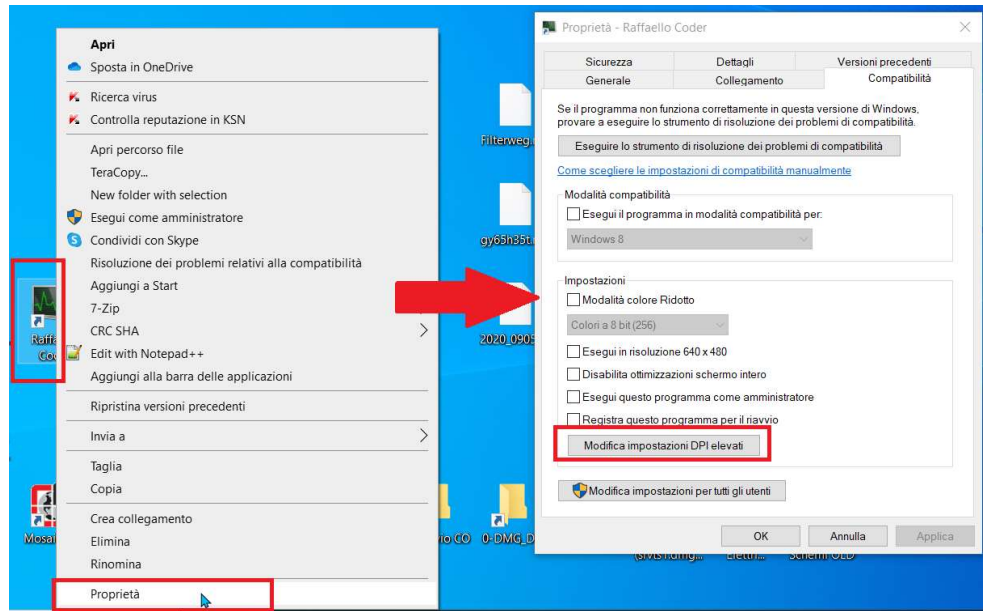 Apri
Sposta in OneDrive
Ricerca virus
Controlla reputazione in KSN
Apri percorso file
TeraCopy...
New folder with selection
Esegui come amministratore
Condividi con Skype
Risoluzione dei problemi relativi alla compatibilità
Aggiungi a Start
7-Zip
CRC SHA
Edit with Notepad++
Aggiungi alla barra delle applicazioni
Ripristina versioni precedenti
Invia a
Taglia
Copia
Crea collegamento
Elimina
Rinomina
Proprietà
Raffa
Mosai
Filterweg.
gy65h35t.
2020_0905
0-DMG_D
Proprietà - Raffaello Coder
Sicurezza Dettagli Versioni precedenti
Generale Collegamento Compatibilità
Se il programma non funziona correttamente in questa versione di Windows,
provare a eseguire lo strumento di risoluzione dei problemi di compatibilità.
Eseguire lo strumento di risoluzione dei problemi di compatibilità
Come scegliere le impostazioni di compatibilità manualmente
Modalità compatibilità
Esegui il programma in modalità compatibilità per:
Windows 8
Impostazioni
Modalità colore Ridotto
Colori a 8 bit (256)
Esegui in risoluzione 640 x 480
Disabilita ottimizzazioni schermo intero
Esegui questo programma come amministratore
Registra questo programma per il riavvio
Modifica impostazioni DPI elevati
Modifica impostazioni per tutti gli utenti
OK Annulla Applica